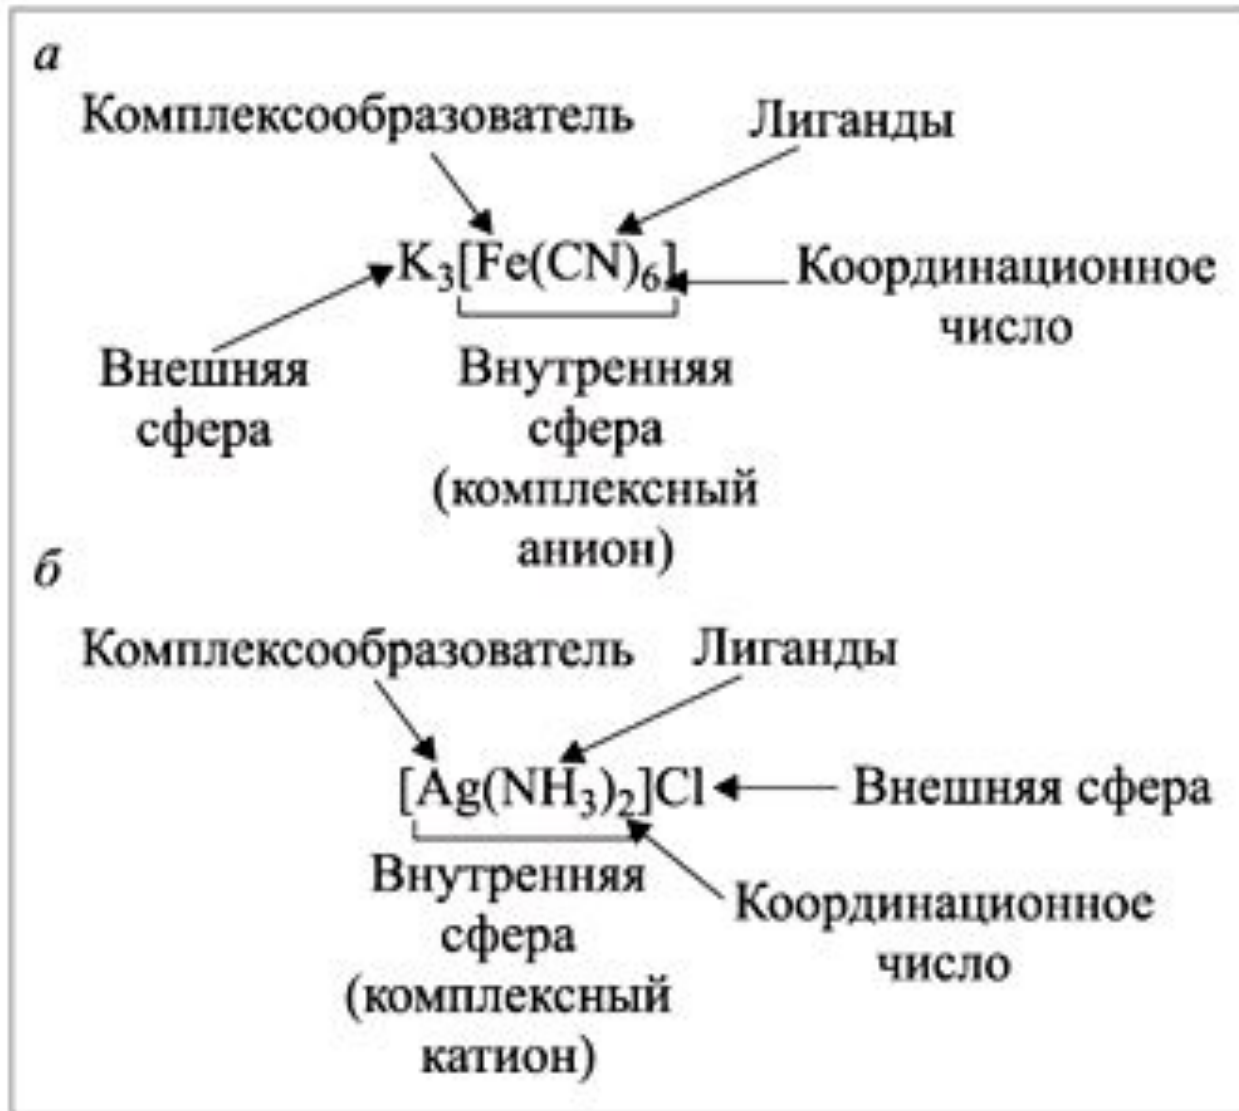 а
Комплексообразователь
Лиганды
K₃[Fe(CN)₆]
Координационное
число
Внешняя
сфера
Внутренняя
сфера
(комплексный
анион)
б
Комплексообразователь
Лиганды
[Ag(NH₃)₂]Cl
Внешняя сфера
Внутренняя
сфера
(комплексный
катион)
Координационное
число